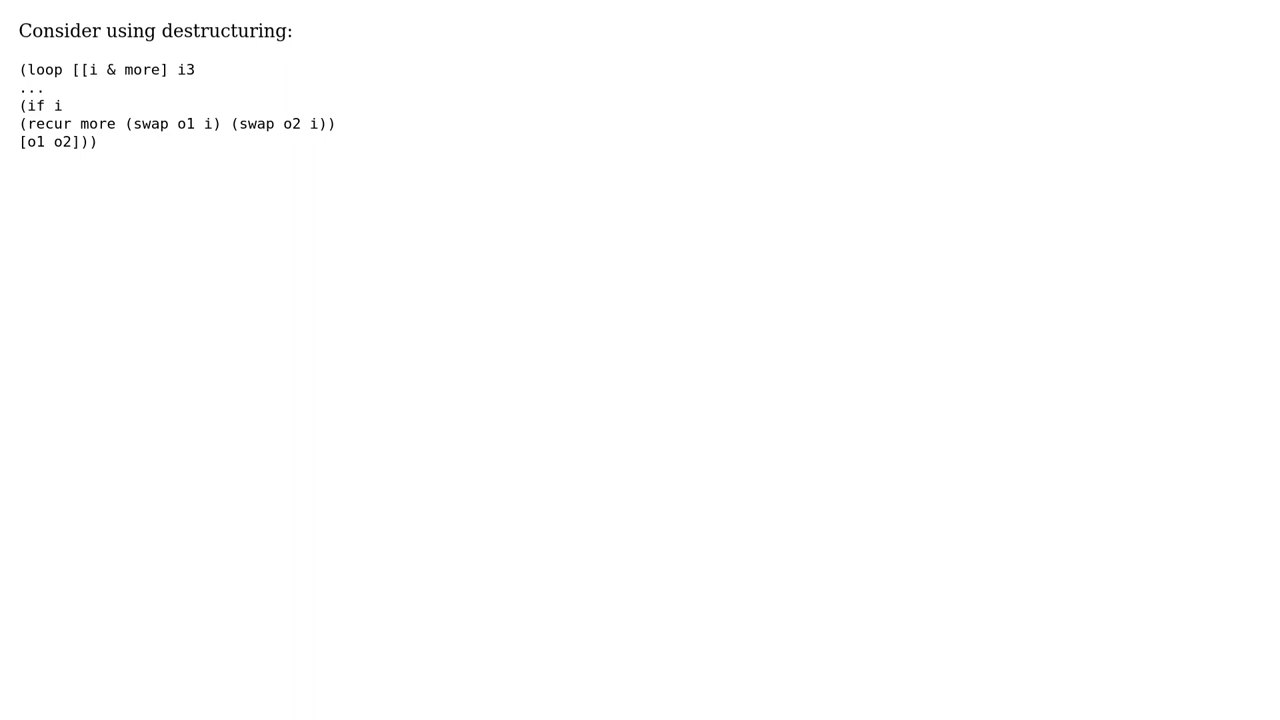 Consider using destructuring:
(loop [[i & more] i3
...
(if i
(recur more (swap o1 i) (swap o2 i))
[o1 o2]))